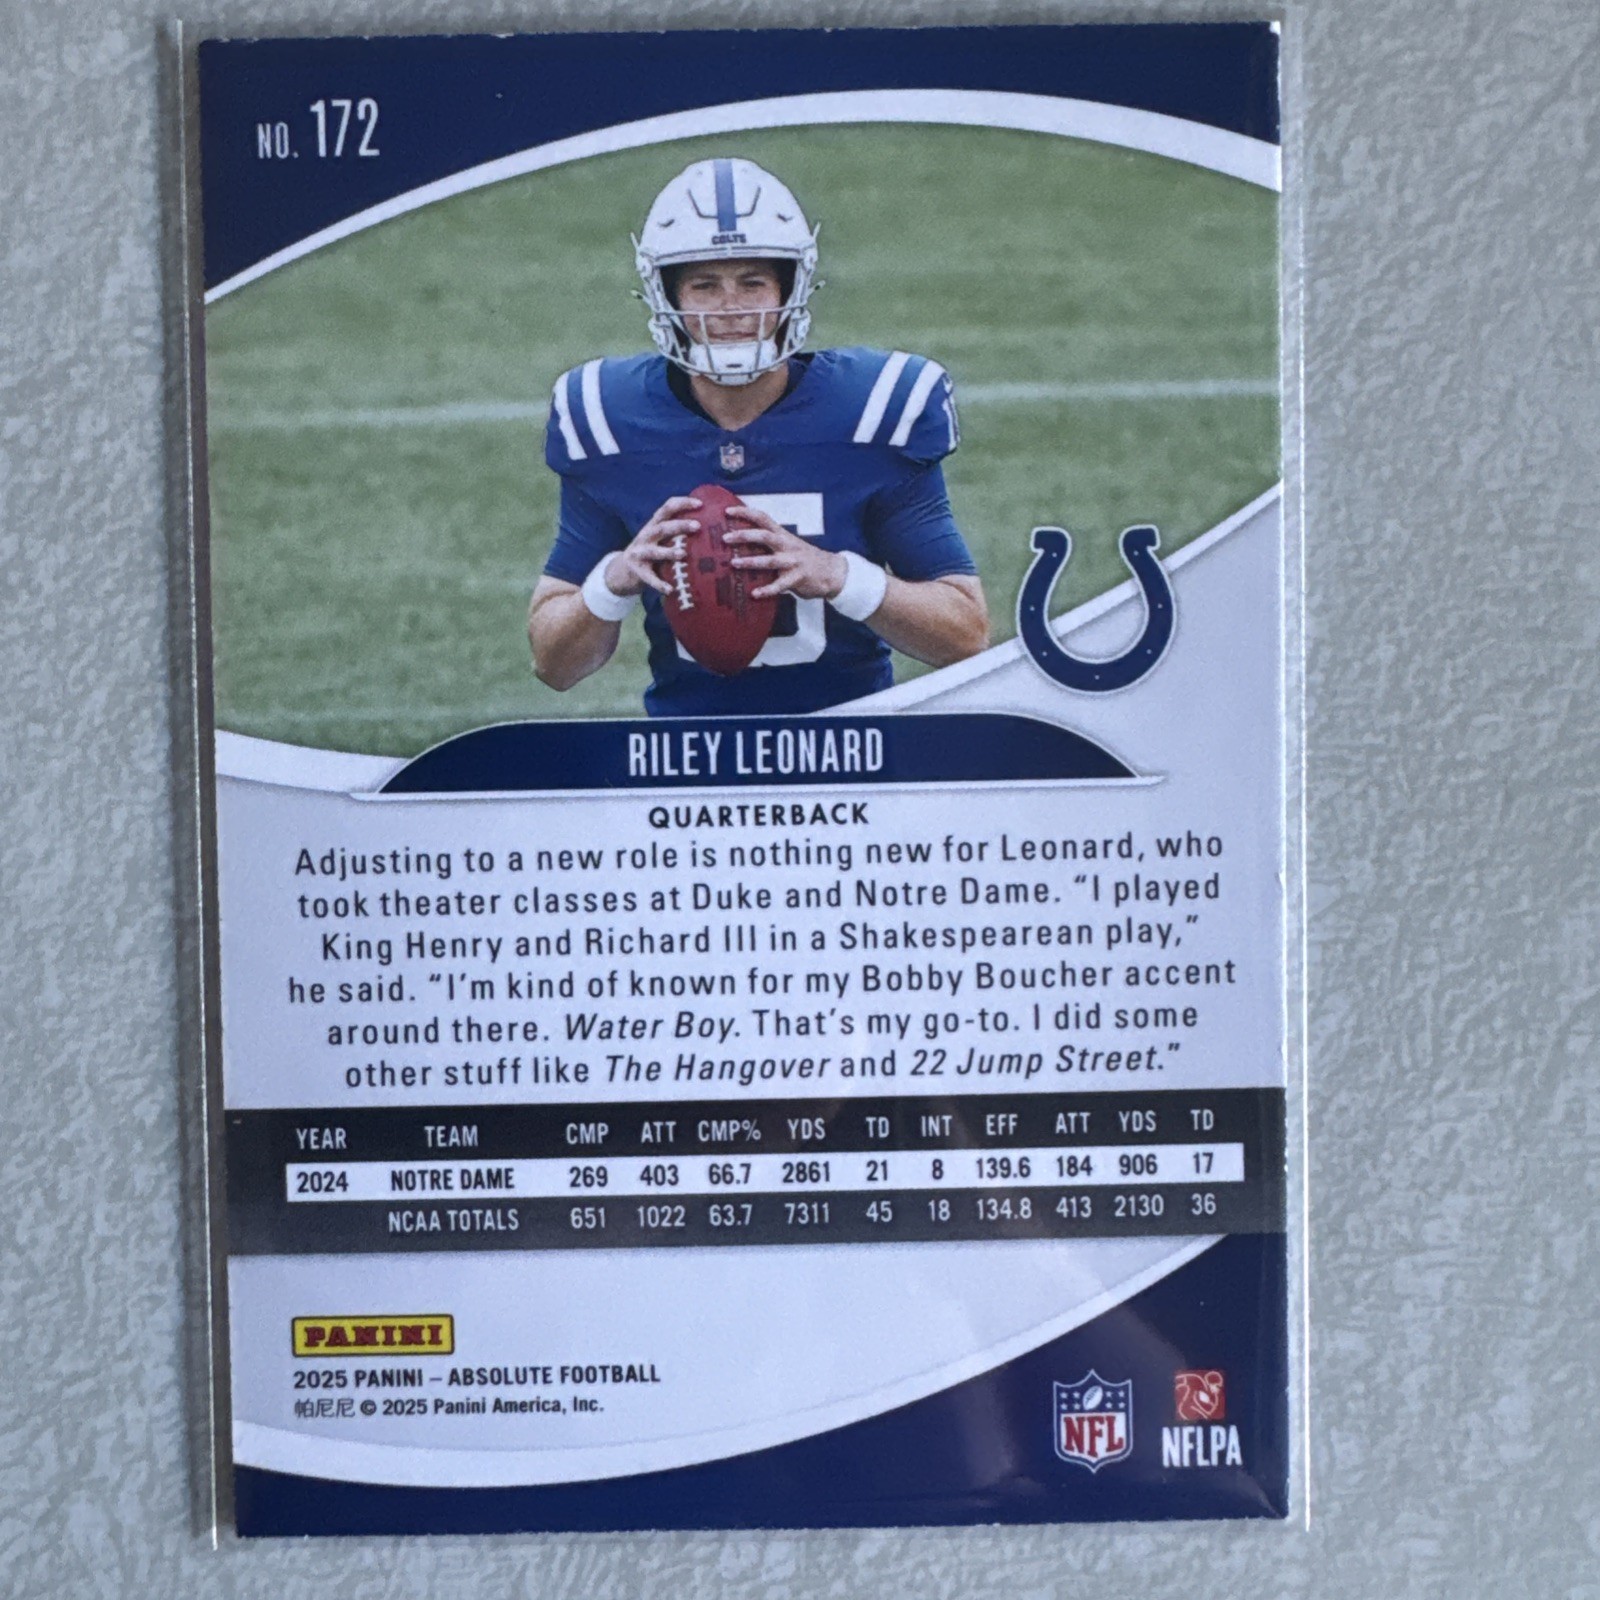 NO. 172
COLTS
RILEY LEONARD
QUARTERBACK
Adjusting to a new role is nothing new for Leonard, who
took theater classes at Duke and Notre Dame. “I played
King Henry and Richard III in a Shakespearean play,”
he said. “I’m kind of known for my Bobby Boucher accent
around there. Water Boy. That’s my go-to. I did some
other stuff like The Hangover and 22 Jump Street.”
YEAR TEAM CMP ATT CMP% YDS TD INT EFF ATT YDS TD
2024 NOTRE DAME 269 403 66.7 2861 21 8 139.6 184 906 17
NCAA TOTALS 651 1022 63.7 7311 45 18 134.8 413 2130 36
PANINI
2025 PANINI – ABSOLUTE FOOTBALL
帕尼尼 © 2025 Panini America, Inc.
NFL
NFLPA